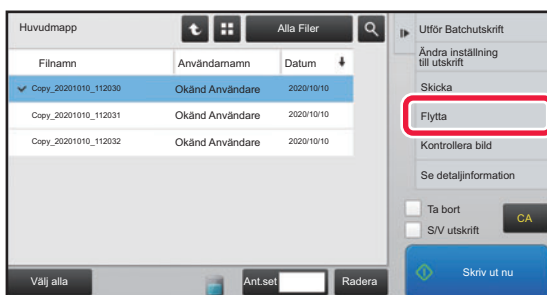 Huvudmapp
Alla Filer
Filnamn Användarnamn Datum
Copy_20201010_112030 Okänd Användare 2020/10/10
Copy_20201010_112031 Okänd Användare 2020/10/10
Copy_20201010_112032 Okänd Användare 2020/10/10
Välj alla
Ant.set
Radera
Utför Batchutskrift
Ändra inställning
till utskrift
Skicka
Flytta
Kontrollera bild
Se detaljinformation
Ta bort
S/V utskrift
CA
Skriv ut nu